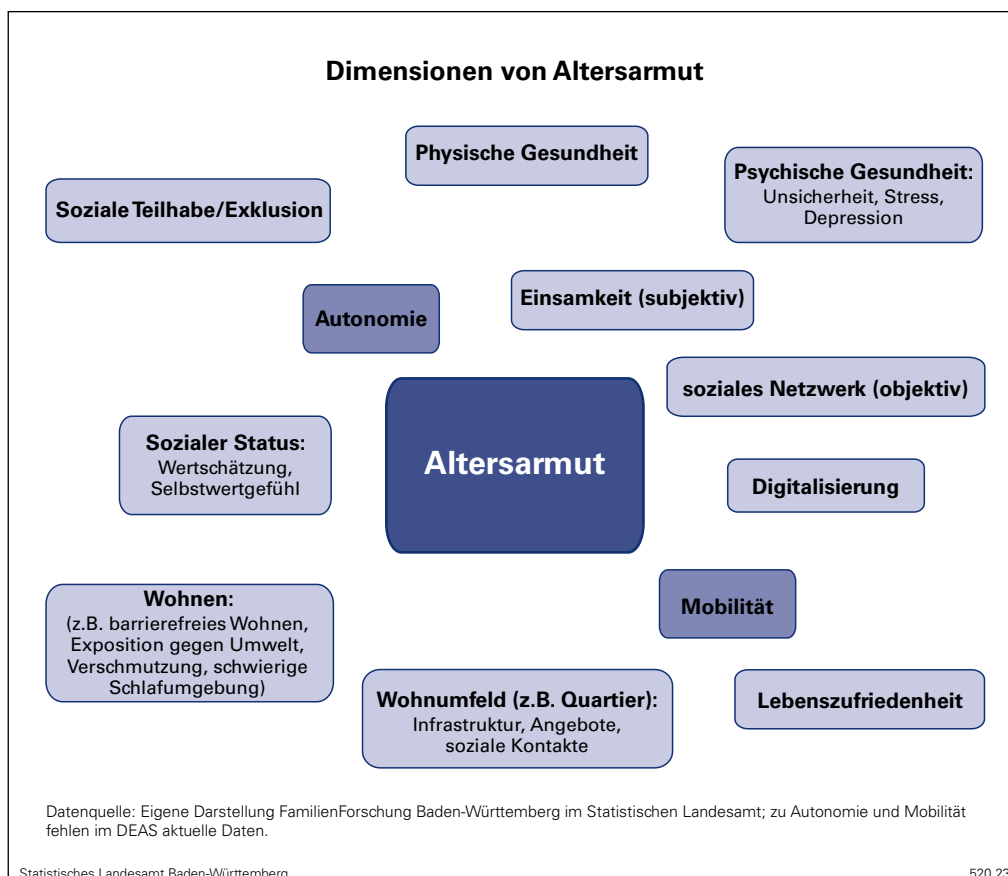 Dimensionen von Altersarmut
Physische Gesundheit
Psychische Gesundheit:
Unsicherheit, Stress,
Depression
Soziale Teilhabe/Exklusion
Einsamkeit (subjektiv)
Autonomie
soziales Netzwerk (objektiv)
Altersarmut
Sozialer Status:
Wertschätzung,
Selbstwertgefühl
Digitalisierung
Mobilität
Wohnen:
(z.B. barrierefreies Wohnen,
Exposition gegen Umwelt,
Verschmutzung, schwierige
Schlafumgebung)
Wohnumfeld (z.B. Quartier):
Infrastruktur, Angebote,
soziale Kontakte
Lebenszufriedenheit
Datenquelle: Eigene Darstellung FamilienForschung Baden-Württemberg im Statistischen Landesamt; zu Autonomie und Mobilität
fehlen im DEAS aktuelle Daten.
Statistisches Landesamt Baden-Württemberg
520 23